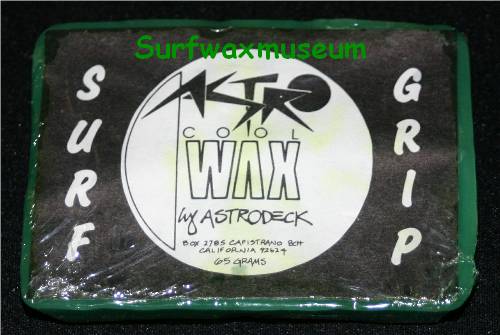 Surfwaxmuseum
SURF
ASTRO
COOL
WAX
by ASTRODECK
BOX 2785 CAPISTRANO BCH
CALIFORNIA 92624
65 GRAMS
GRIP